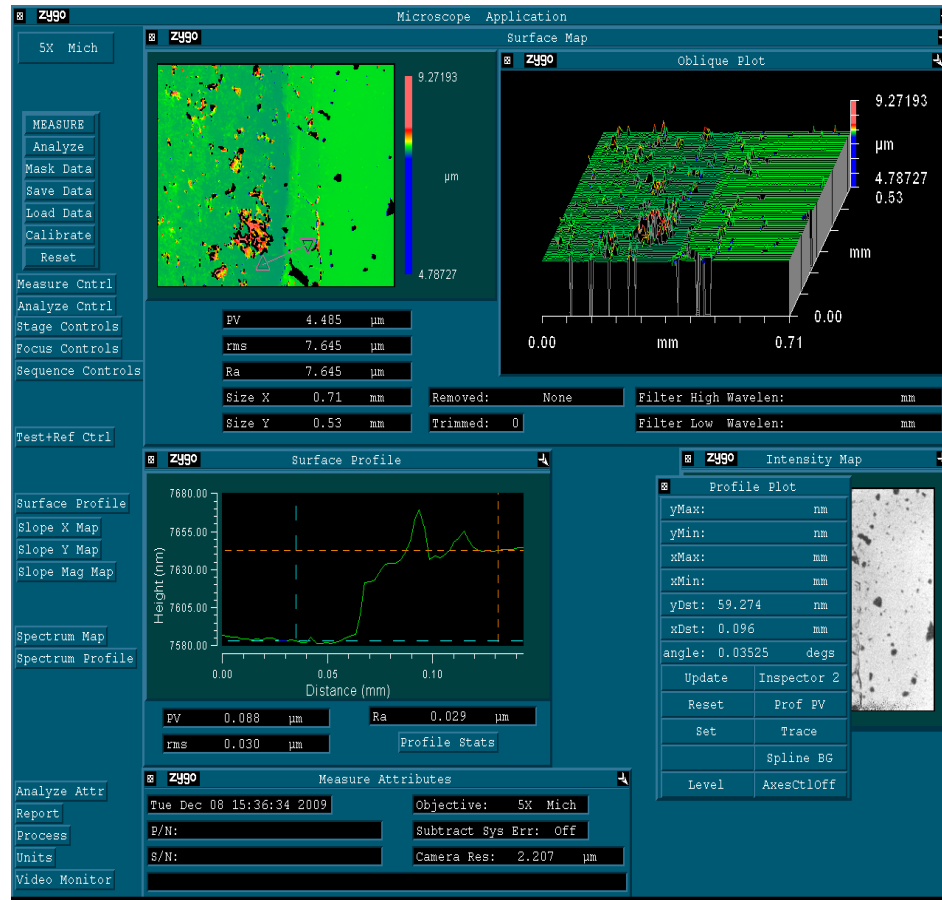 zygo Microscope Application
5X Mich
MEASURE
Analyze
Mask Data
Save Data
Load Data
Calibrate
Reset
Measure Cntrl
Analyze Cntrl
Stage Controls
Focus Controls
Sequence Controls
Test+Ref Ctrl
Surface Profile
Slope X Map
Slope Y Map
Slope Mag Map
Spectrum Map
Spectrum Profile
Analyze Attr
Report
Process
Units
Video Monitor
zygo Surface Map
9.27193
µm
4.78727
zygo Oblique Plot
9.27193
µm
4.78727
0.53
mm
0.00
0.00 mm 0.71
PV 4.485 µm
rms 7.645 µm
Ra 7.645 µm
Size X 0.71 mm
Size Y 0.53 mm
Removed: None
Trimmed: 0
Filter High Wavelen: mm
Filter Low Wavelen: mm
zygo Surface Profile
Height (nm)
7680.00
7655.00
7630.00
7605.00
7580.00
0.00 0.05 0.10
Distance (mm)
PV 0.088 µm
rms 0.030 µm
Ra 0.029 µm
Profile Stats
zygo Intensity Map
Profile Plot
yMax: nm
yMin: nm
xMax: mm
xMin: mm
yDst: 59.274 nm
xDst: 0.096 mm
angle: 0.03525 degs
Update Inspector 2
Reset Prof PV
Set Trace
Spline BG
Level AxesCtlOff
zygo Measure Attributes
Tue Dec 08 15:36:34 2009
P/N:
S/N:
Objective: 5X Mich
Subtract Sys Err: Off
Camera Res: 2.207 µm